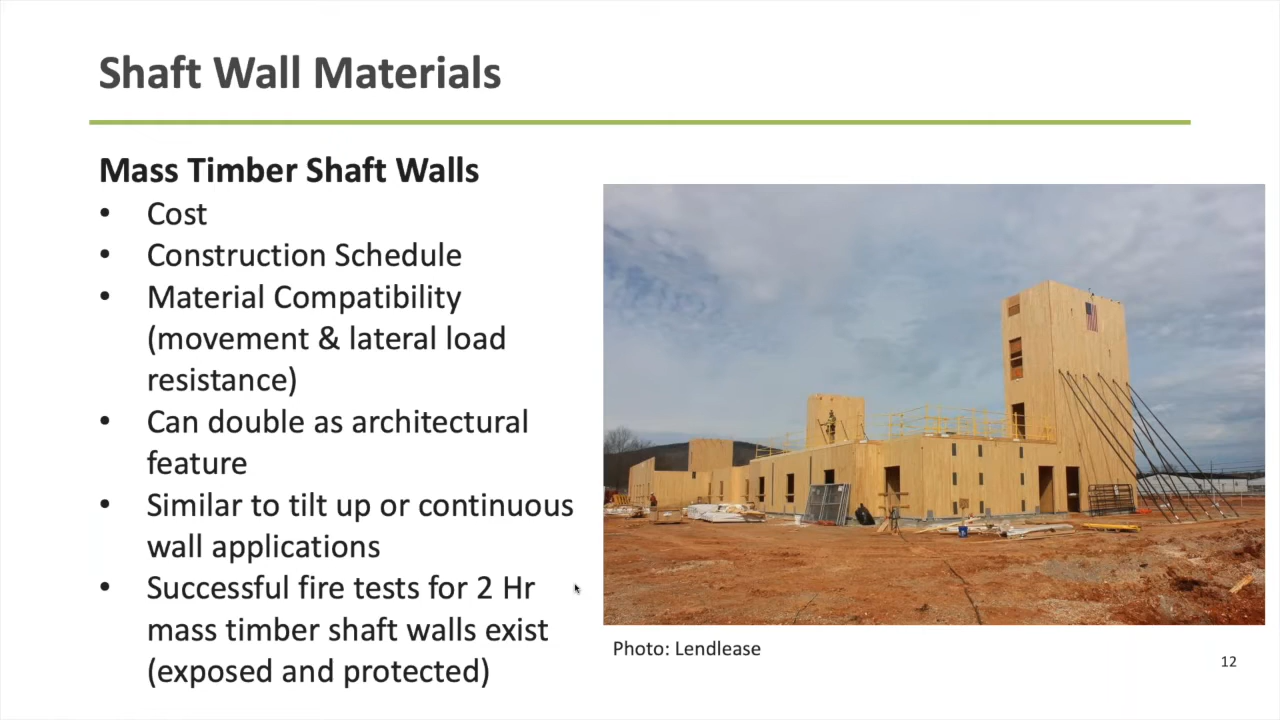 Shaft Wall Materials
Mass Timber Shaft Walls
• Cost
• Construction Schedule
• Material Compatibility
(movement & lateral load
resistance)
• Can double as architectural
feature
• Similar to tilt up or continuous
wall applications
• Successful fire tests for 2 Hr
mass timber shaft walls exist
(exposed and protected)
Photo: Lendlease
12